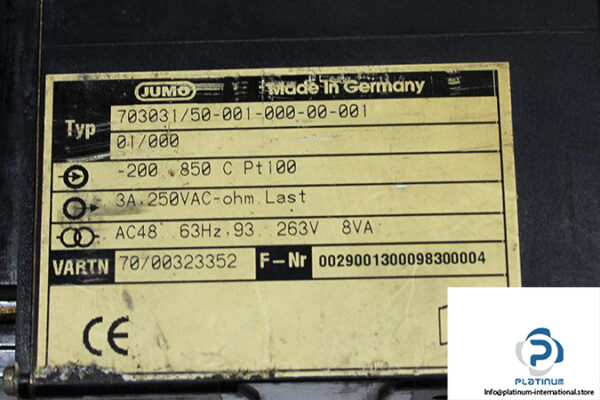 JUMO Made in Germany
Typ 703031/50-001-000-00-001
01/000
-200..850 C Pt100
3A,250VAC-ohm.Last
AC48..63Hz,93..263V 8VA
VARTN 70/00323352 F-Nr 0029001300098300004
CE
PLATINUM
info@platinum-international.store